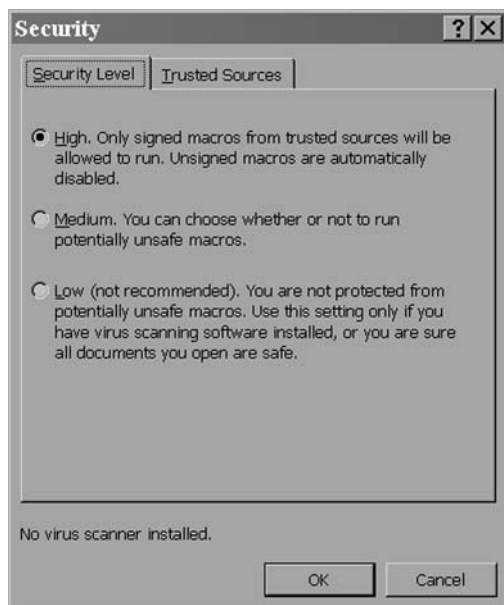 Security
Security Level Trusted Sources
High. Only signed macros from trusted sources will be
allowed to run. Unsigned macros are automatically
disabled.
Medium. You can choose whether or not to run
potentially unsafe macros.
Low (not recommended). You are not protected from
potentially unsafe macros. Use this setting only if you
have virus scanning software installed, or you are sure
all documents you open are safe.
No virus scanner installed.
OK Cancel